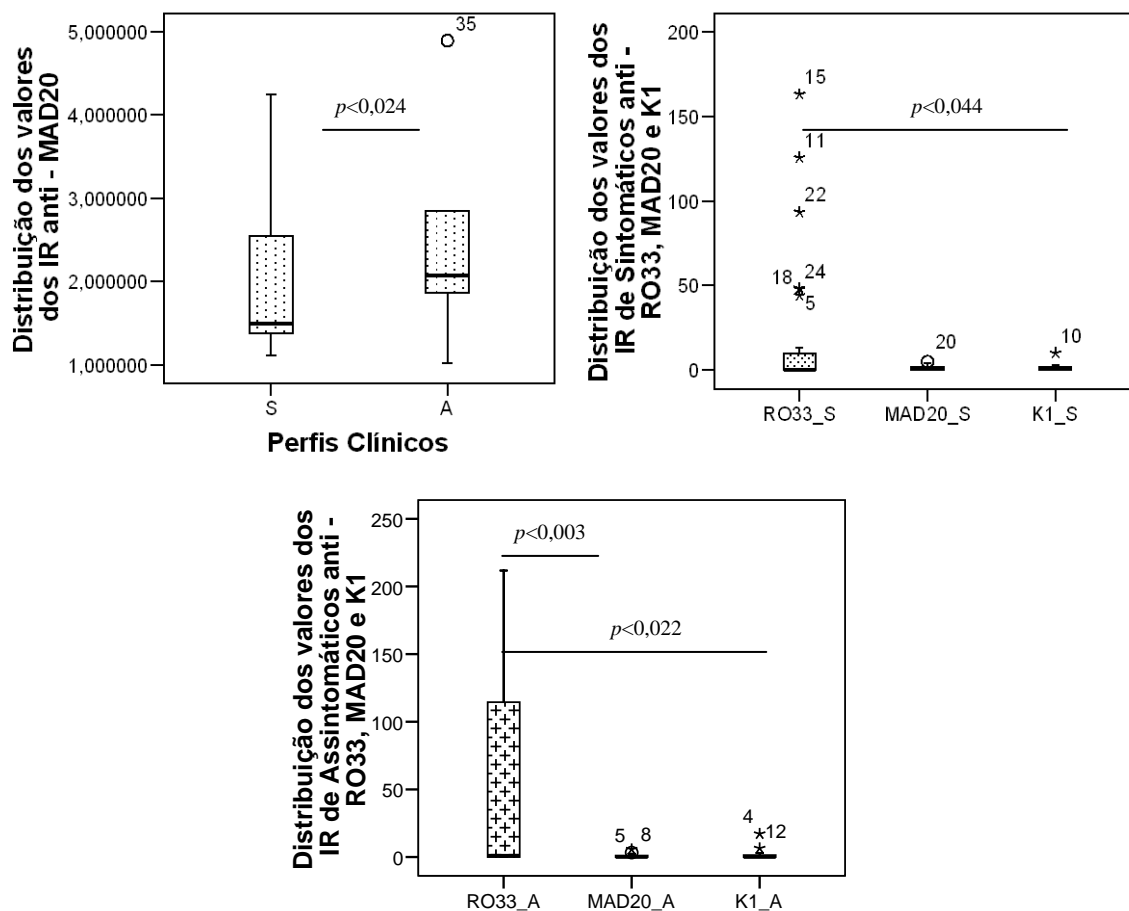 Distribuição dos valores
dos IR anti - MAD20
5,000000
4,000000
3,000000
2,000000
1,000000
35
p<0,024
S
A
Perfis Clínicos
Distribuição dos valores dos
IR de Sintomáticos anti -
RO33, MAD20 e K1
200
150
100
50
0
15
p<0,044
11
22
18
24
5
20
10
RO33_S
MAD20_S
K1_S
Distribuição dos valores dos
IR de Assintomáticos anti -
RO33, MAD20 e K1
250
200
150
100
50
0
p<0,003
p<0,022
5
8
4
12
RO33_A
MAD20_A
K1_A